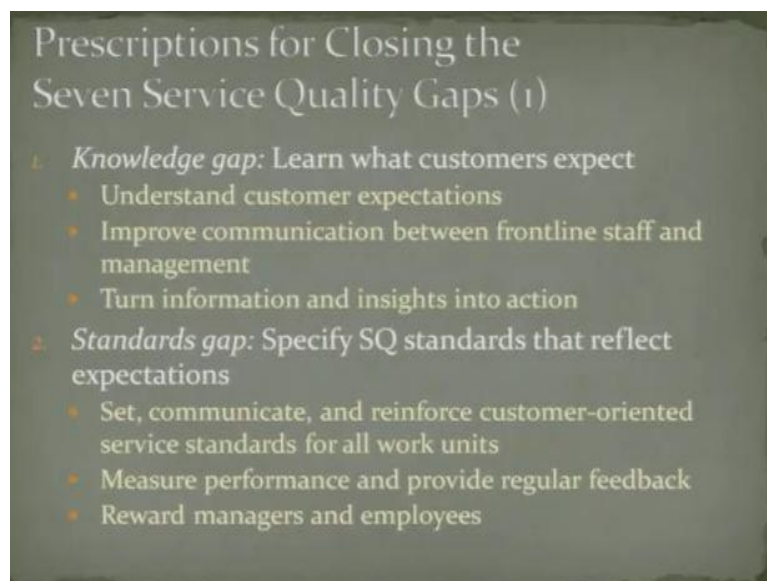 Prescriptions for Closing the
Seven Service Quality Gaps (1)
1. Knowledge gap: Learn what customers expect
Understand customer expectations
Improve communication between frontline staff and
management
Turn information and insights into action
2. Standards gap: Specify SQ standards that reflect
expectations
Set, communicate, and reinforce customer-oriented
service standards for all work units
Measure performance and provide regular feedback
Reward managers and employees